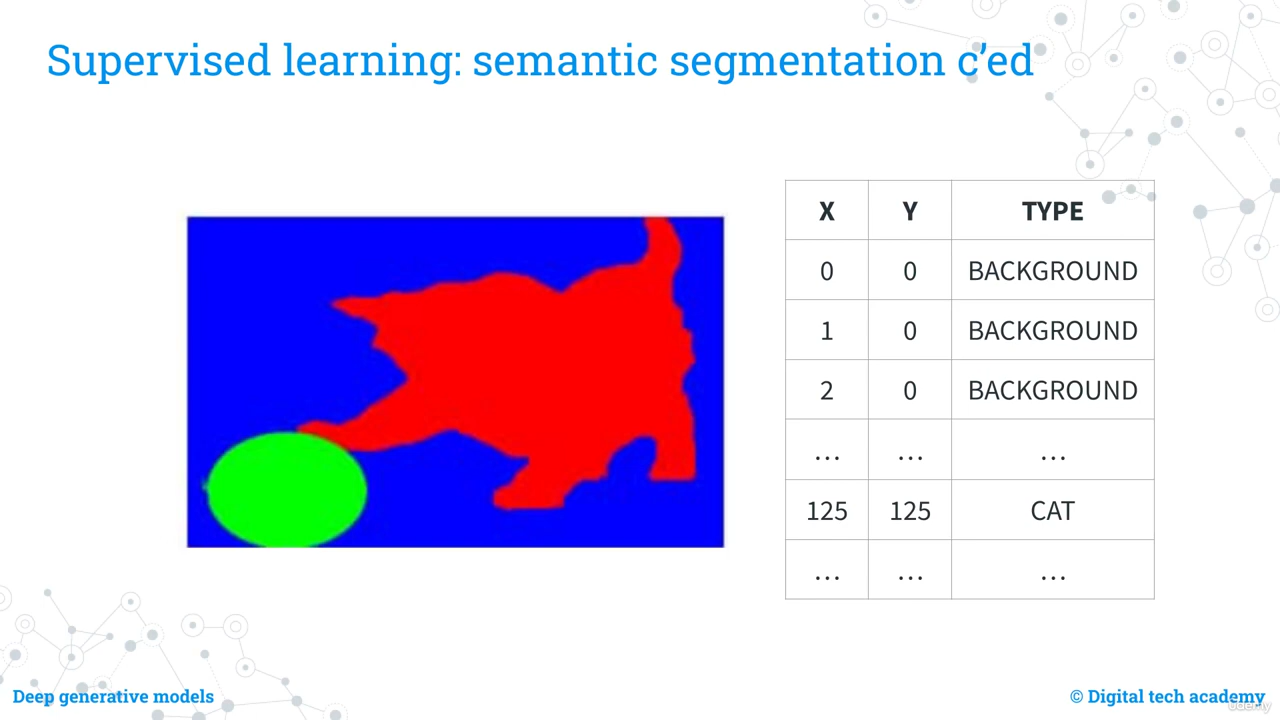 Supervised learning: semantic segmentation c’ed
X Y TYPE
0 0 BACKGROUND
1 0 BACKGROUND
2 0 BACKGROUND
… … …
125 125 CAT
… … …
Deep generative models
© Digital tech academy
udemy